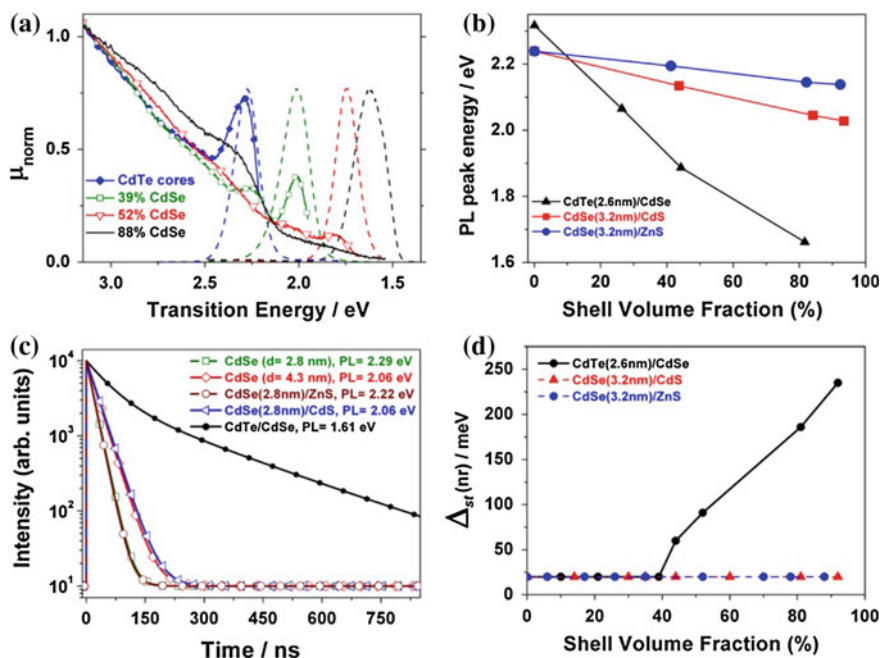 (a)
1.0
0.5
0.0
μnorm
CdTe cores
39% CdSe
52% CdSe
88% CdSe
3.0 2.5 2.0 1.5
Transition Energy / eV
(b)
2.4
2.2
2.0
1.8
1.6
PL peak energy / eV
CdTe(2.6nm)/CdSe
CdSe(3.2nm)/CdS
CdSe(3.2nm)/ZnS
0 20 40 60 80 100
Shell Volume Fraction (%)
(c)
10⁴
10³
10²
10¹
Intensity (arb. units)
CdSe (d= 2.8 nm), PL= 2.29 eV
CdSe (d= 4.3 nm), PL= 2.06 eV
CdSe(2.8nm)/ZnS, PL= 2.22 eV
CdSe(2.8nm)/CdS, PL= 2.06 eV
CdTe/CdSe, PL= 1.61 eV
0 150 300 450 600 750
Time / ns
(d)
250
200
150
100
50
0
Δst(nr) / meV
CdTe(2.6nm)/CdSe
CdSe(3.2nm)/CdS
CdSe(3.2nm)/ZnS
0 20 40 60 80 100
Shell Volume Fraction (%)